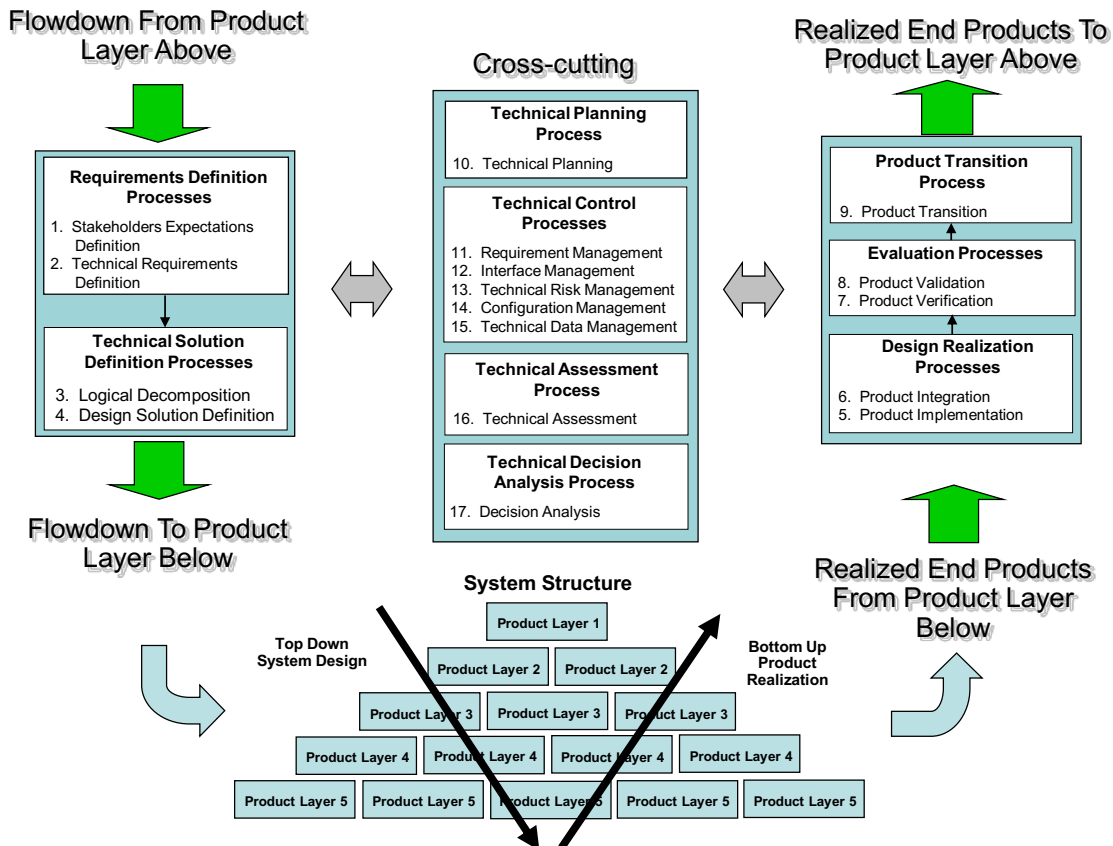 Flowdown From Product
Layer Above
Requirements Definition
Processes
1. Stakeholders Expectations
Definition
2. Technical Requirements
Definition
Technical Solution
Definition Processes
3. Logical Decomposition
4. Design Solution Definition
Flowdown To Product
Layer Below
Cross-cutting
Technical Planning
Process
10. Technical Planning
Technical Control
Processes
11. Requirement Management
12. Interface Management
13. Technical Risk Management
14. Configuration Management
15. Technical Data Management
Technical Assessment
Process
16. Technical Assessment
Technical Decision
Analysis Process
17. Decision Analysis
Realized End Products To
Product Layer Above
Product Transition
Process
9. Product Transition
Evaluation Processes
8. Product Validation
7. Product Verification
Design Realization
Processes
6. Product Integration
5. Product Implementation
Realized End Products
From Product Layer
Below
System Structure
Top Down
System Design
Bottom Up
Product
Realization
Product Layer 1
Product Layer 2
Product Layer 2
Product Layer 3
Product Layer 3
Product Layer 3
Product Layer 4
Product Layer 4
Product Layer 4
Product Layer 4
Product Layer 5
Product Layer 5
Product Layer 5
Product Layer 5
Product Layer 5